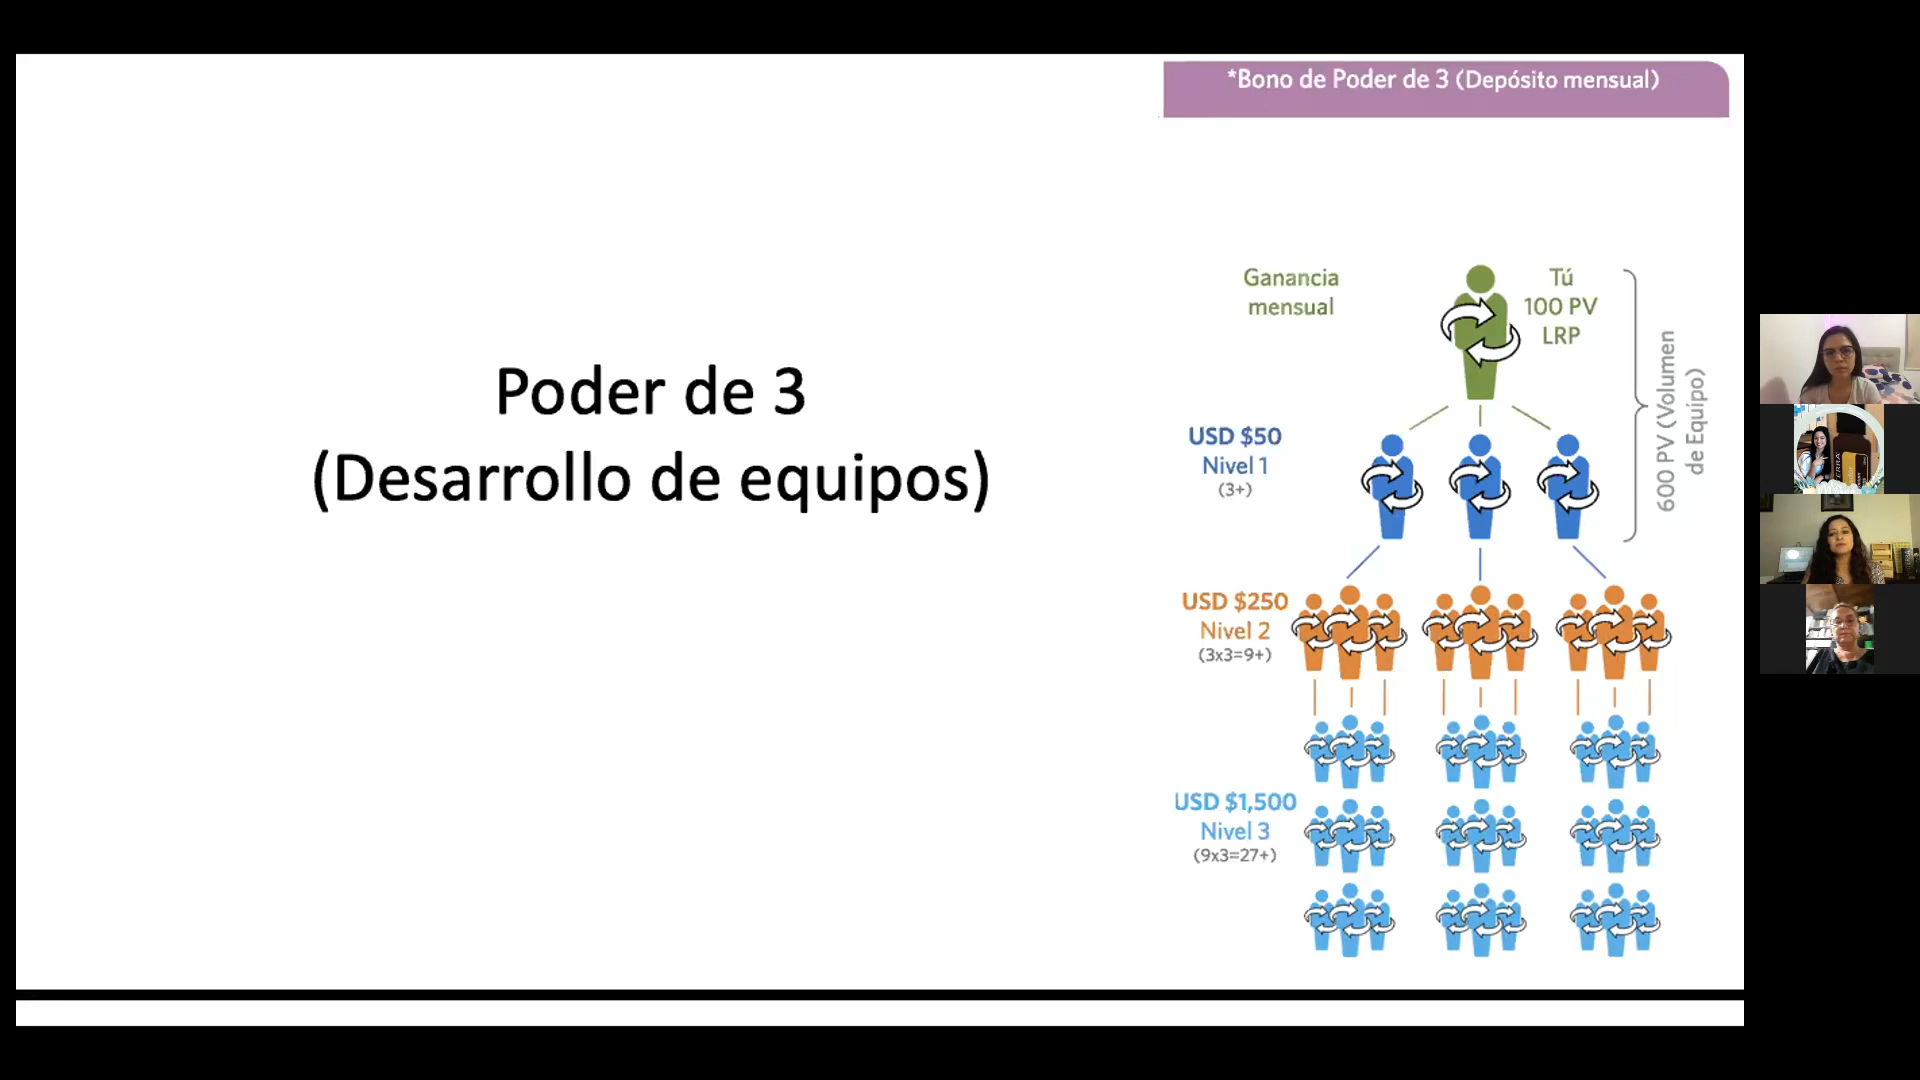 *Bono de Poder de 3 (Depósito mensual)
Poder de 3
(Desarrollo de equipos)
Ganancia
mensual
Tú
100 PV
LRP
600 PV (Volumen
de Equipo)
USD $50
Nivel 1
(3+)
USD $250
Nivel 2
(3x3=9+)
USD $1,500
Nivel 3
(9x3=27+)